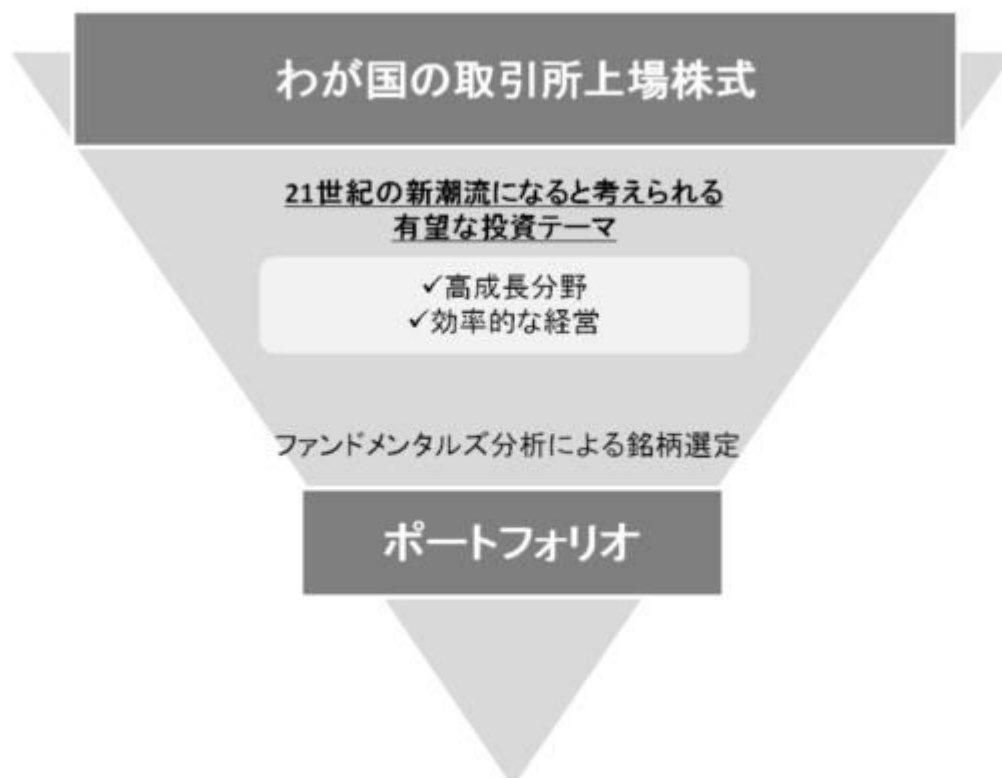 わが国の取引所上場株式
21世紀の新潮流になると考えられる
有望な投資テーマ
✓高成長分野
✓効率的な経営
ファンドメンタルズ分析による銘柄選定
ポートフォリオ